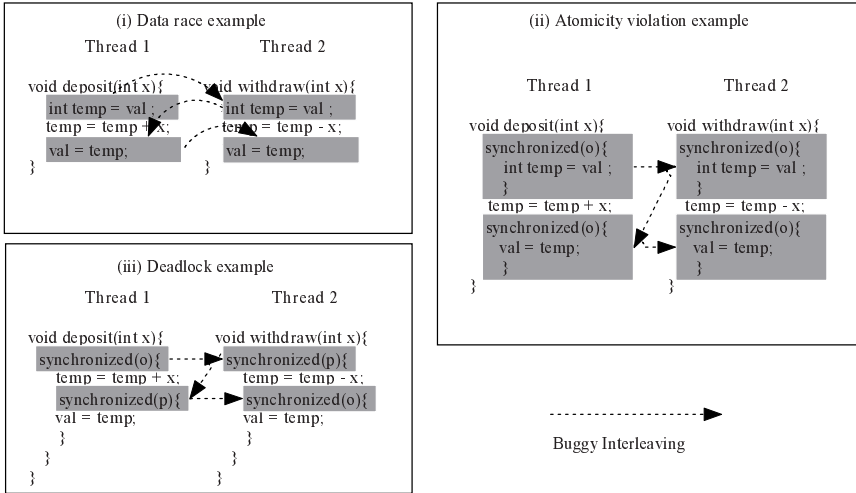 (i) Data race example
Thread 1 Thread 2
void deposit(int x){ void withdraw(int x){
int temp = val ; int temp = val ;
temp = temp + x; temp = temp - x;
val = temp; val = temp;
} }
(ii) Atomicity violation example
Thread 1 Thread 2
void deposit(int x){ void withdraw(int x){
synchronized(o){ synchronized(o){
int temp = val ; int temp = val ;
} }
temp = temp + x; temp = temp - x;
synchronized(o){ synchronized(o){
val = temp; val = temp;
} }
} }
(iii) Deadlock example
Thread 1 Thread 2
void deposit(int x){ void withdraw(int x){
synchronized(o){ synchronized(p){
temp = temp + x; temp = temp - x;
synchronized(p){ synchronized(o){
val = temp; val = temp;
} }
} }
} }
Buggy Interleaving